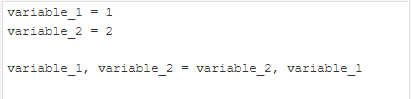 variable_1 = 1
variable_2 = 2
variable_1, variable_2 = variable_2, variable_1